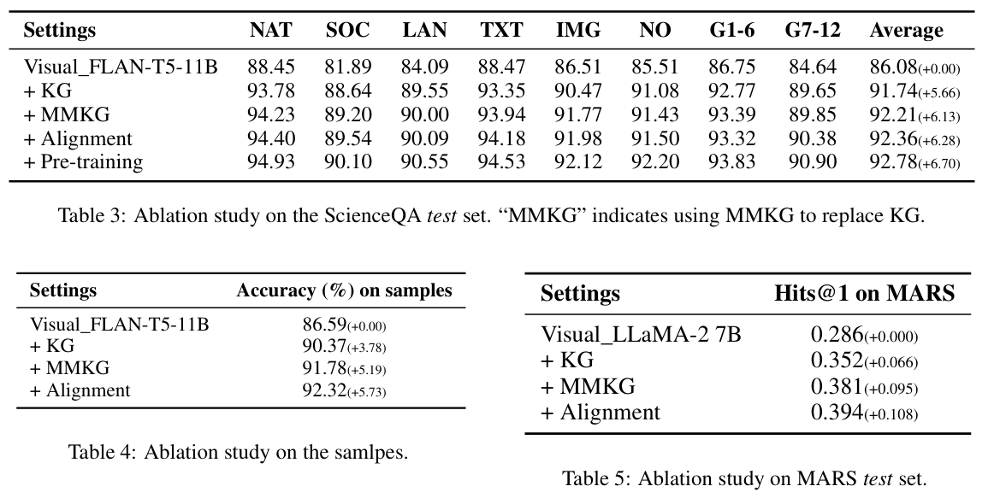 Settings NAT SOC LAN TXT IMG NO G1-6 G7-12 Average
Visual_FLAN-T5-11B 88.45 81.89 84.09 88.47 86.51 85.51 86.75 84.64 86.08(+0.00)
+ KG 93.78 88.64 89.55 93.35 90.47 91.08 92.77 89.65 91.74(+5.66)
+ MMKG 94.23 89.20 90.00 93.94 91.77 91.43 93.39 89.85 92.21(+6.13)
+ Alignment 94.40 89.54 90.09 94.18 91.98 91.50 93.32 90.38 92.36(+6.28)
+ Pre-training 94.93 90.10 90.55 94.53 92.12 92.20 93.83 90.90 92.78(+6.70)
Table 3: Ablation study on the ScienceQA test set. “MMKG” indicates using MMKG to replace KG.
Settings Accuracy (%) on samples
Visual_FLAN-T5-11B 86.59(+0.00)
+ KG 90.37(+3.78)
+ MMKG 91.78(+5.19)
+ Alignment 92.32(+5.73)
Table 4: Ablation study on the samlpes.
Settings Hits@1 on MARS
Visual_LLaMA-2 7B 0.286(+0.000)
+ KG 0.352(+0.066)
+ MMKG 0.381(+0.095)
+ Alignment 0.394(+0.108)
Table 5: Ablation study on MARS test set.